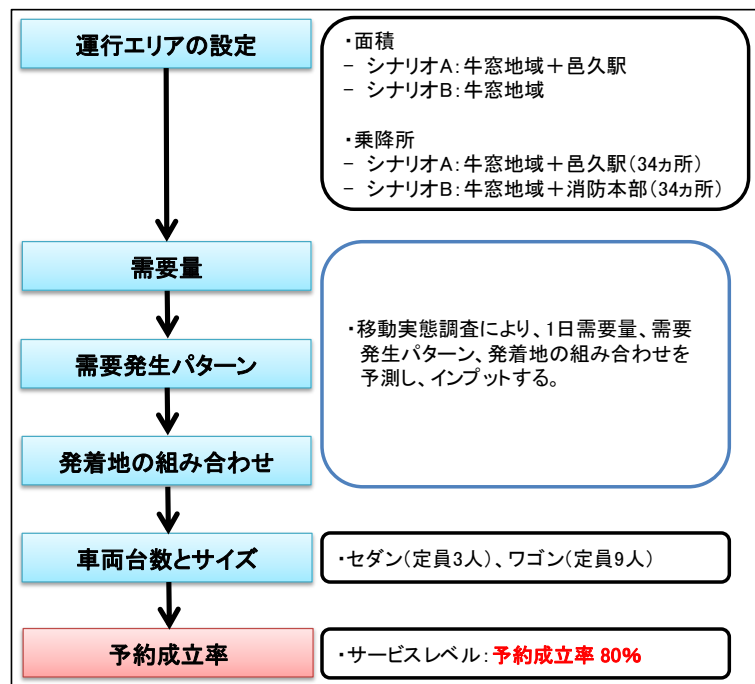 運行エリアの設定
・面積
− シナリオA:牛窓地域+邑久駅
− シナリオB:牛窓地域
・乗降所
− シナリオA:牛窓地域+邑久駅(34ヵ所)
− シナリオB:牛窓地域+消防本部(34ヵ所)
需要量
需要発生パターン
発着地の組み合わせ
・移動実態調査により、1日需要量、需要
発生パターン、発着地の組み合わせを
予測し、インプットする。
車両台数とサイズ
・セダン(定員3人)、ワゴン(定員9人)
予約成立率
・サービスレベル:予約成立率 80%